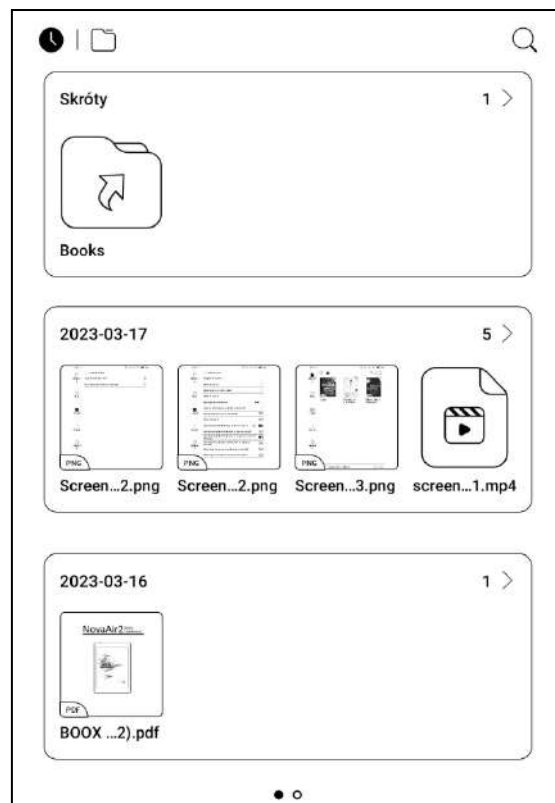 Skróty 1
Books
2023-03-17 5
PNG PNG PNG
Screen...2.png Screen...2.png Screen...3.png screen...1.mp4
2023-03-16 1
NovaAir2
PDF
BOOX ...2).pdf